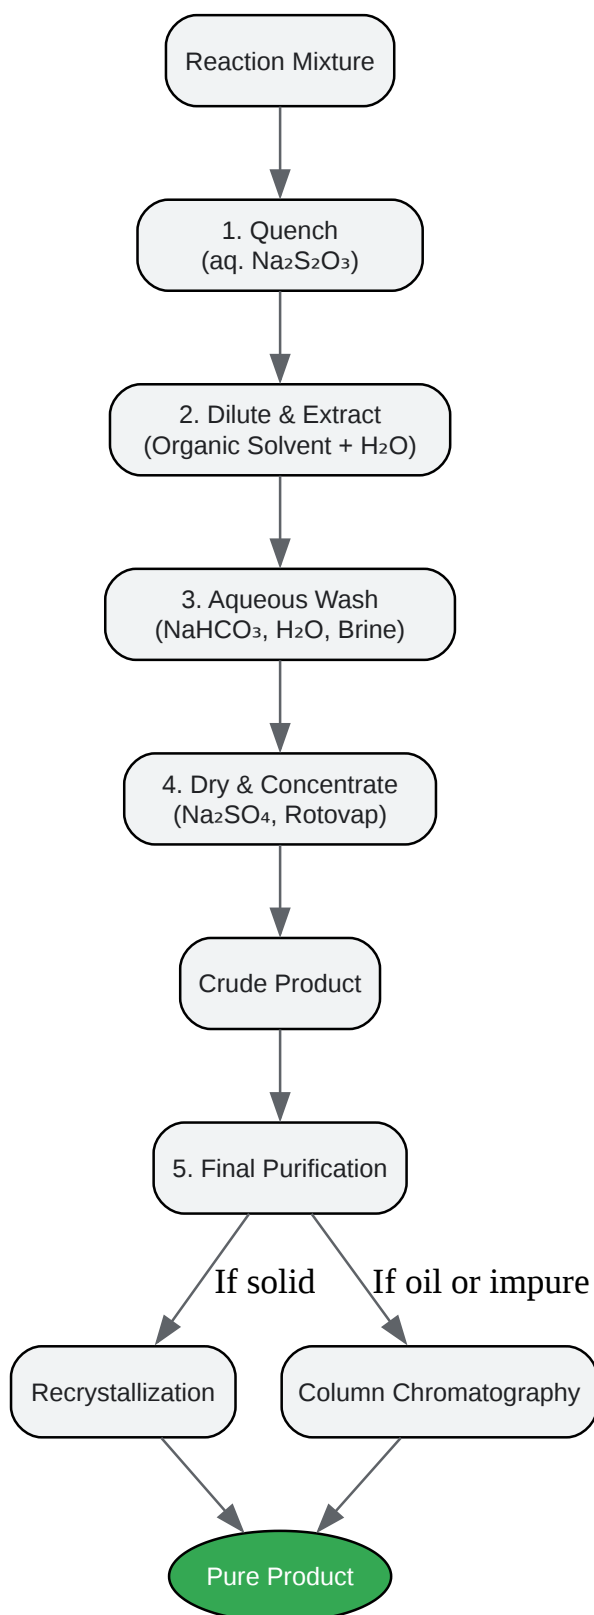 Reaction Mixture
1. Quench
(aq. Na₂S₂O₃)
2. Dilute & Extract
(Organic Solvent + H₂O)
3. Aqueous Wash
(NaHCO₃, H₂O, Brine)
4. Dry & Concentrate
(Na₂SO₄, Rotovap)
Crude Product
5. Final Purification
If solid
If oil or impure
Recrystallization
Column Chromatography
Pure Product